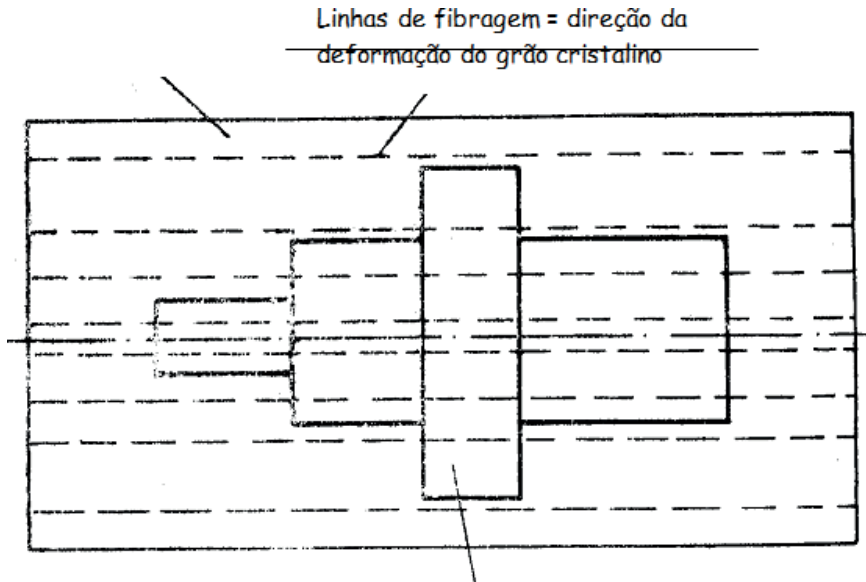 Linhas de fibragem = direção da
deformação do grão cristalino